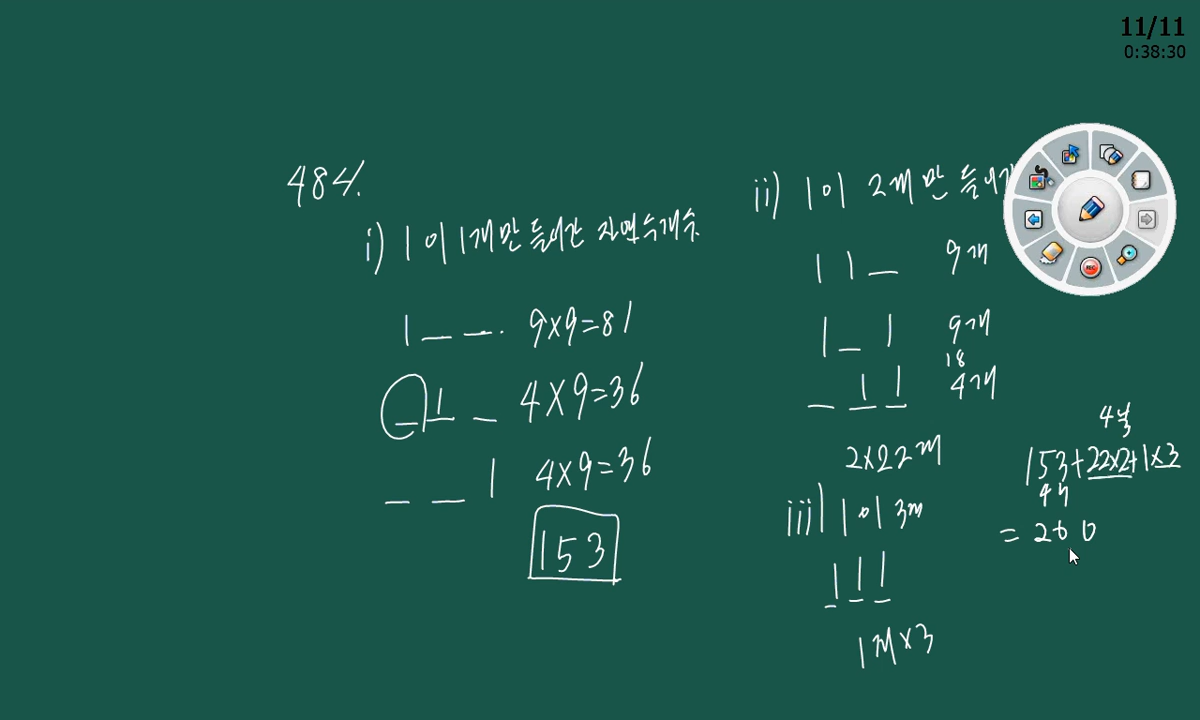 11/11
0:38:30
484.
i) 1이 1개만 들어간 자연수개수.
1 _ _. 9×9=81
_ 1 _ 4×9=36
_ _ 1 4×9=36
153
ii) 1이 2개만 들어간
1 1 _ 9개
1 _ 1 9개
18
_ 1 1 4개
2×22개
iii) 1이 3개
1 1 1
1개×3
153+22×2+1×3
44
= 200
REC